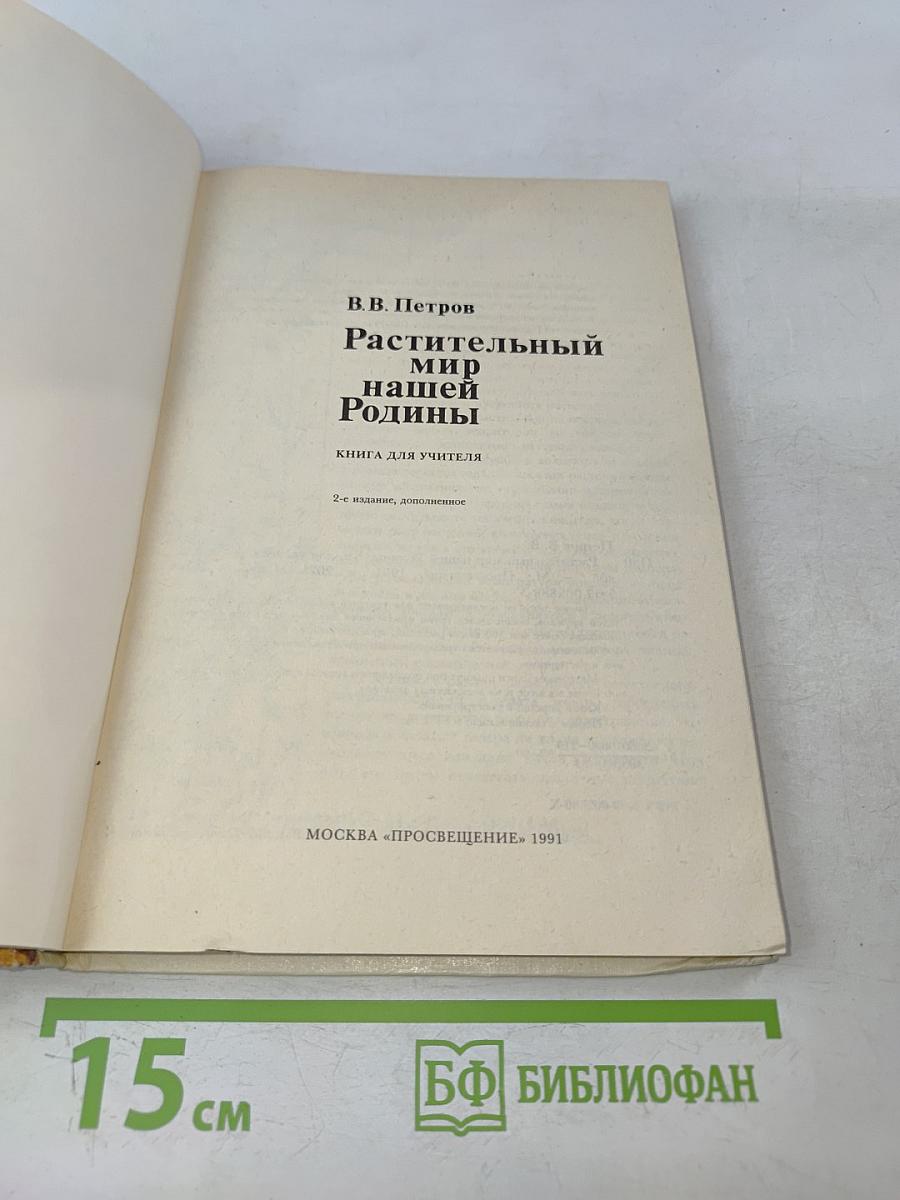 В. В. Петров
Растительный
мир
нашей
Родины
КНИГА ДЛЯ УЧИТЕЛЯ
2-е издание, дополненное
МОСКВА «ПРОСВЕЩЕНИЕ» 1991
15 см
БФ БИБЛИОФАН